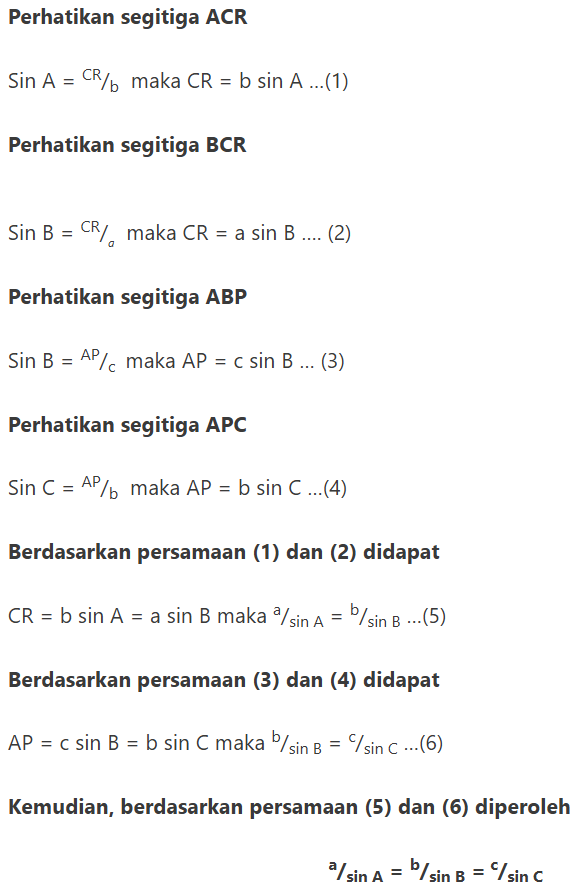 Perhatikan segitiga ACR
Sin A = CR/b maka CR = b sin A …(1)
Perhatikan segitiga BCR
Sin B = CR/a maka CR = a sin B …. (2)
Perhatikan segitiga ABP
Sin B = AP/c maka AP = c sin B … (3)
Perhatikan segitiga APC
Sin C = AP/b maka AP = b sin C …(4)
Berdasarkan persamaan (1) dan (2) didapat
CR = b sin A = a sin B maka a/sin A = b/sin B …(5)
Berdasarkan persamaan (3) dan (4) didapat
AP = c sin B = b sin C maka b/sin B = c/sin C …(6)
Kemudian, berdasarkan persamaan (5) dan (6) diperoleh
a/sin A = b/sin B = c/sin C